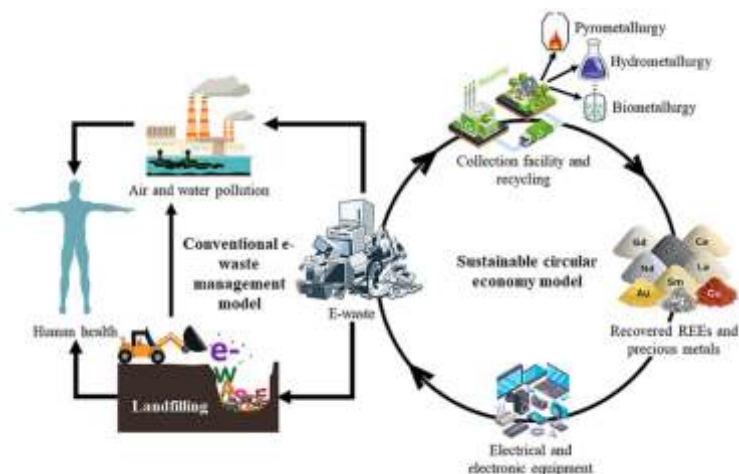 Pyrometallurgy
Hydrometallurgy
Biometallurgy
Collection facility and
recycling
Air and water pollution
Conventional e-
waste
management
model
E-waste
Sustainable circular
economy model
Gd
Ce
Nd
La
Au
Sm
Cu
Recovered REEs and
precious metals
Human health
e-
WASTE
Landfilling
Electrical and
electronic equipment